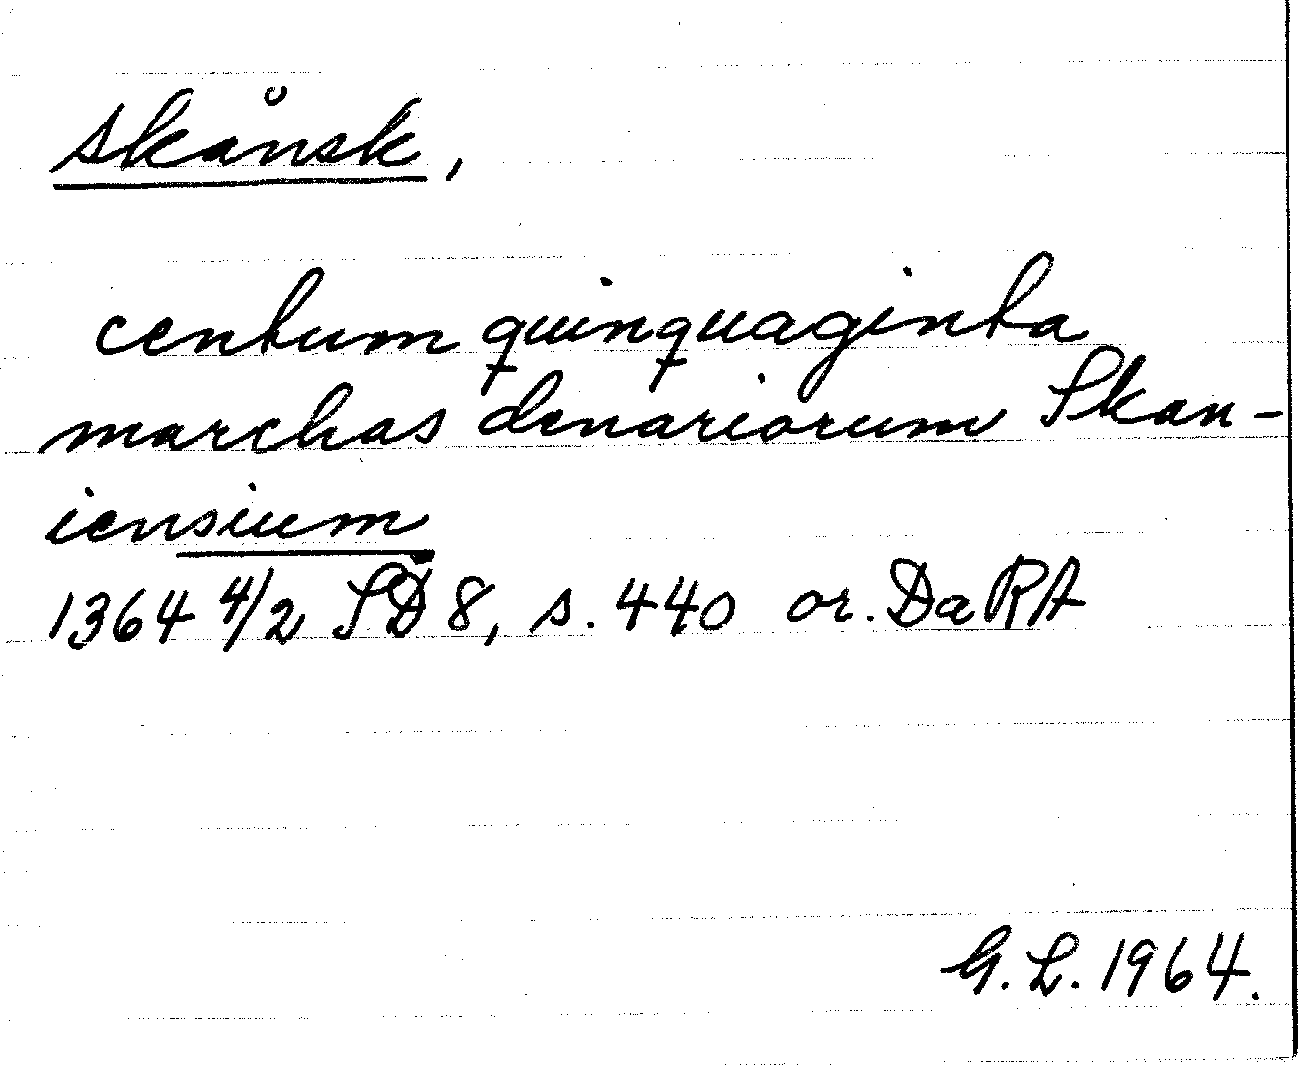 skånsk,
centum quinquaginta
marchas denariorum Skan-
iensium
1364 4/2 SD 8, s. 440 or. DaRA
G. L. 1964.